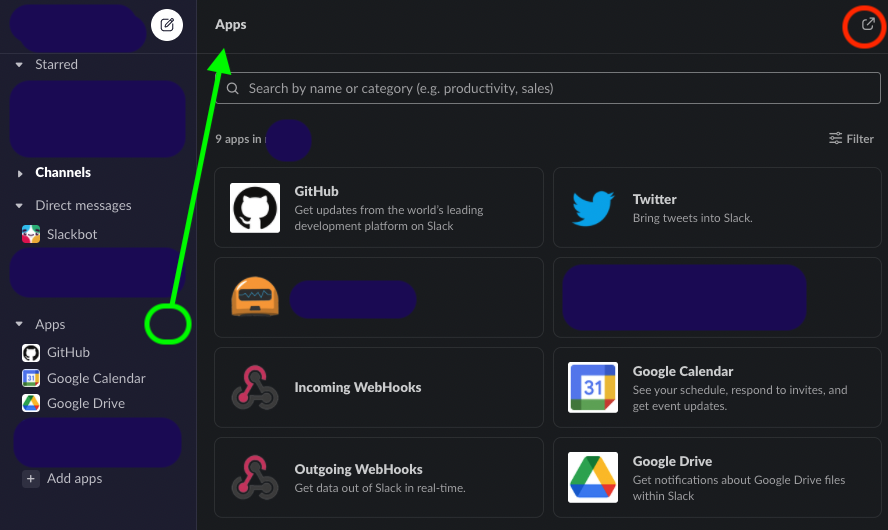 Apps
Starred
Search by name or category (e.g. productivity, sales)
9 apps in
Filter
Channels
Direct messages
Slackbot
Apps
GitHub
Google Calendar
Google Drive
Add apps
GitHub
Get updates from the world's leading
development platform on Slack
Twitter
Bring tweets into Slack.
Incoming WebHooks
31
Google Calendar
See your schedule, respond to invites, and
get event updates.
Outgoing WebHooks
Get data out of Slack in real-time.
Google Drive
Get notifications about Google Drive files
within Slack